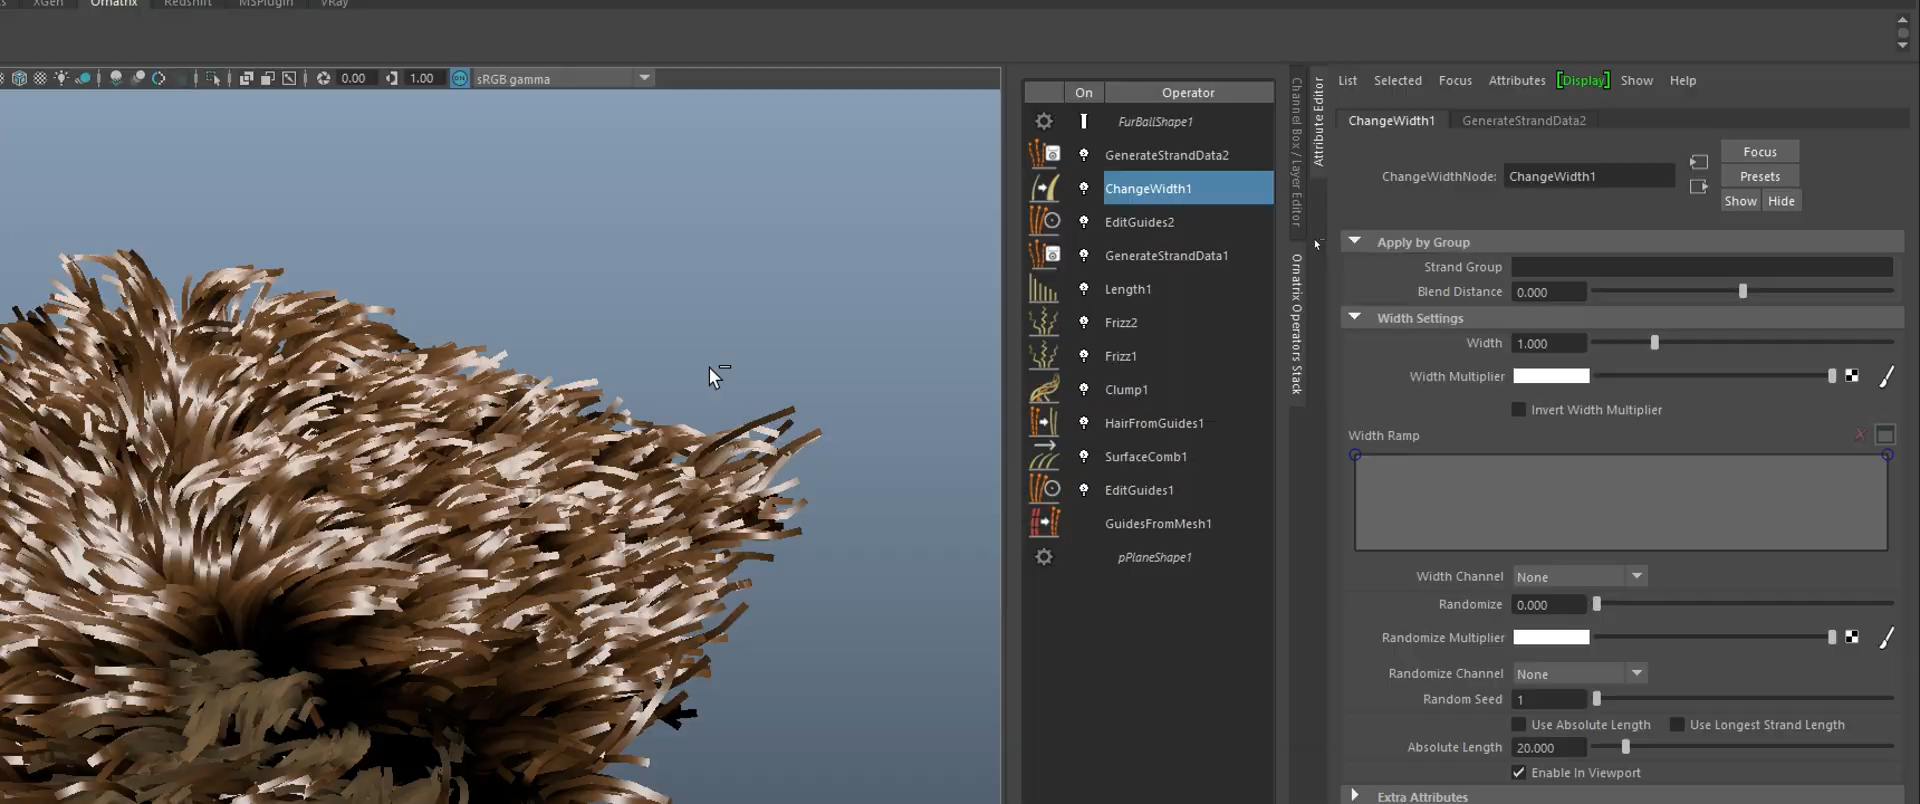 XGen Ornatrix Redshift MSPlugin VRay
0.00 1.00 ON sRGB gamma
On Operator
FurBallShape1
GenerateStrandData2
ChangeWidth1
EditGuides2
GenerateStrandData1
Length1
Frizz2
Frizz1
Clump1
HairFromGuides1
SurfaceComb1
EditGuides1
GuidesFromMesh1
pPlaneShape1
Channel Box / Layer Editor
Ornatrix Operators Stack
Attribute Editor
List Selected Focus Attributes [Display] Show Help
ChangeWidth1 GenerateStrandData2
ChangeWidthNode: ChangeWidth1
Focus
Presets
Show Hide
Apply by Group
Strand Group
Blend Distance 0.000
Width Settings
Width 1.000
Width Multiplier
Invert Width Multiplier
Width Ramp
Width Channel None
Randomize 0.000
Randomize Multiplier
Randomize Channel None
Random Seed 1
Use Absolute Length Use Longest Strand Length
Absolute Length 20.000
Enable In Viewport
Extra Attributes